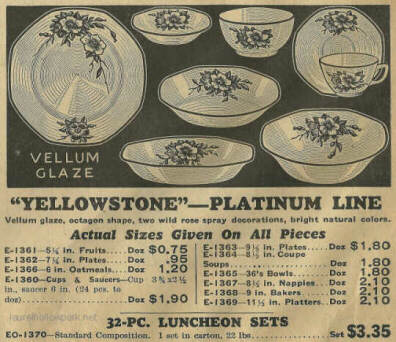 VELLUM
GLAZE
"YELLOWSTONE"—PLATINUM LINE
Vellum glaze, octagon shape, two wild rose spray decorations, bright natural colors.
Actual Sizes Given On All Pieces
E-1361—5¼ in. Fruits....Doz $0.75
E-1362—7¼ in. Plates....Doz .95
E-1366—6 in. Oatmeals...Doz 1.20
E-1360—Cups & Saucers—Cup 3¾x2½
in., saucer 6 in. (24 pcs. to
doz)...Doz $1.90
E-1363—9½ in. Plates....Doz $1.80
E-1364—8½ in. Coupe
Soups...Doz 1.80
E-1365—36's Bowls....Doz 1.80
E-1367—8½ in. Nappies...Doz 2.10
E-1368—9 in. Bakers....Doz 2.10
E-1369—11½ in. Platters..Doz 2.10
laurelhollowpark.net
32-PC. LUNCHEON SETS
EO-1370—Standard Composition. 1 set in carton, 22 lbs....Set $3.35